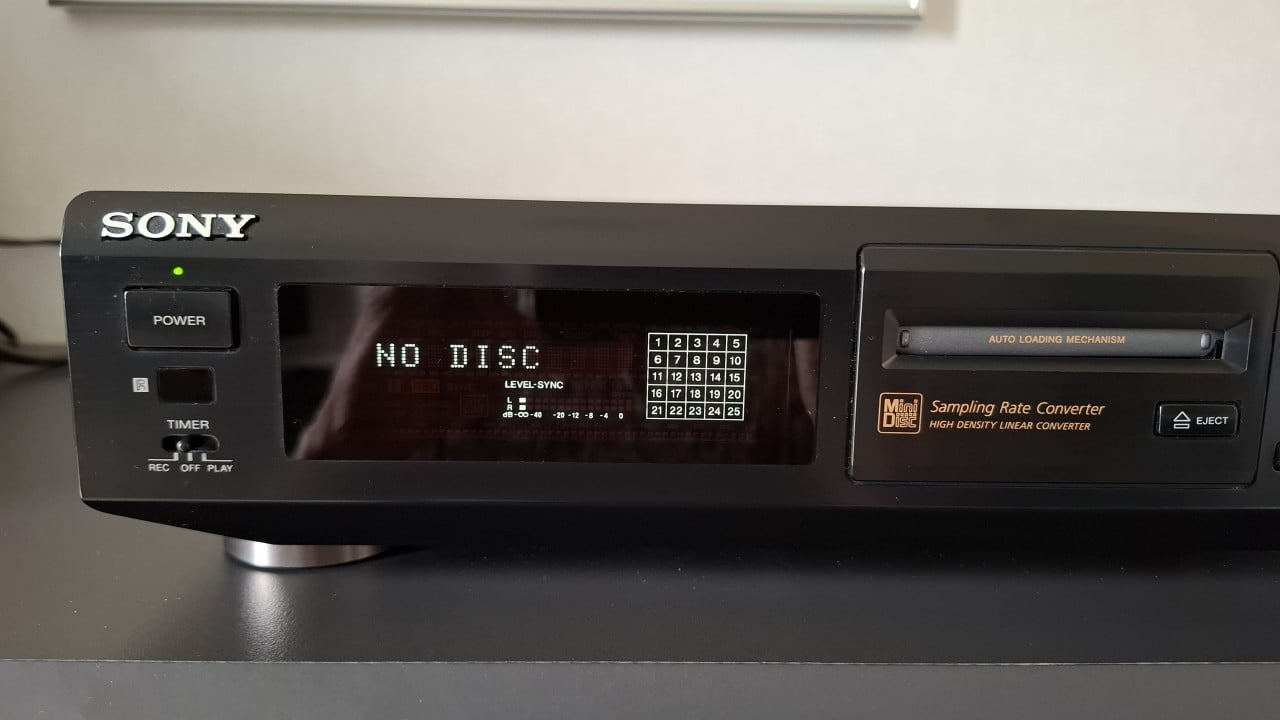 SONY
POWER
IR
TIMER
REC OFF PLAY
NO DISC
LEVEL-SYNC
L
R
dB-∞ -40 -20 -12 -8 -4 0
1 2 3 4 5
6 7 8 9 10
11 12 13 14 15
16 17 18 19 20
21 22 23 24 25
AUTO LOADING MECHANISM
Mini Disc
Sampling Rate Converter
HIGH DENSITY LINEAR CONVERTER
EJECT